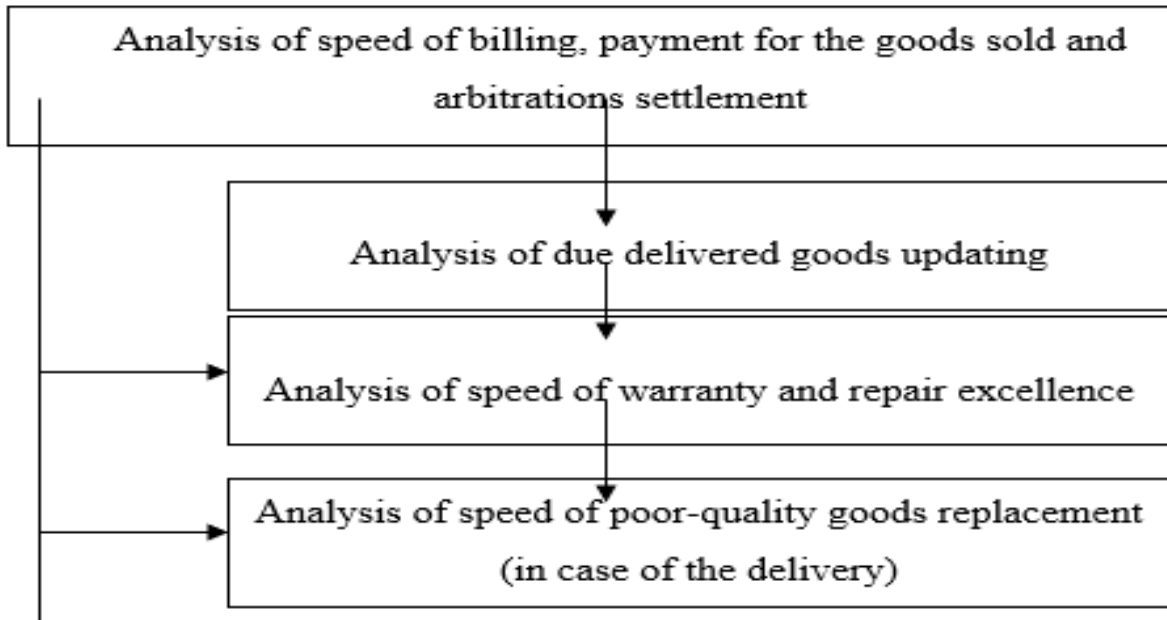 Analysis of speed of billing, payment for the goods sold and
arbitrations settlement
Analysis of due delivered goods updating
Analysis of speed of warranty and repair excellence
Analysis of speed of poor-quality goods replacement
(in case of the delivery)